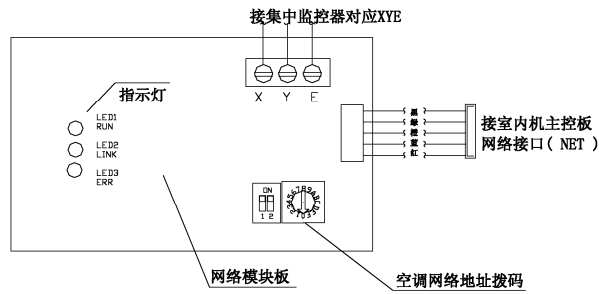 接集中监控器对应XYE
X Y E
指示灯
LED1
RUN
LED2
LINK
LED3
ERR
黑
绿
橙
蓝
红
接室内机主控板
网络接口( NET )
ON
1 2
0123456789ABCDEF
网络模块板
空调网络地址拨码